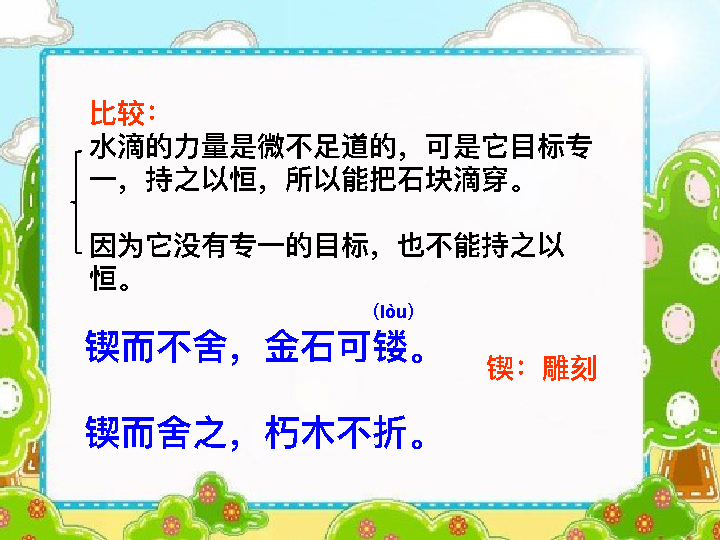 比较：
水滴的力量是微不足道的，可是它目标专
一，持之以恒，所以能把石块滴穿。
因为它没有专一的目标，也不能持之以
恒。
（lòu）
锲而不舍，金石可镂。
锲：雕刻
锲而舍之，朽木不折。